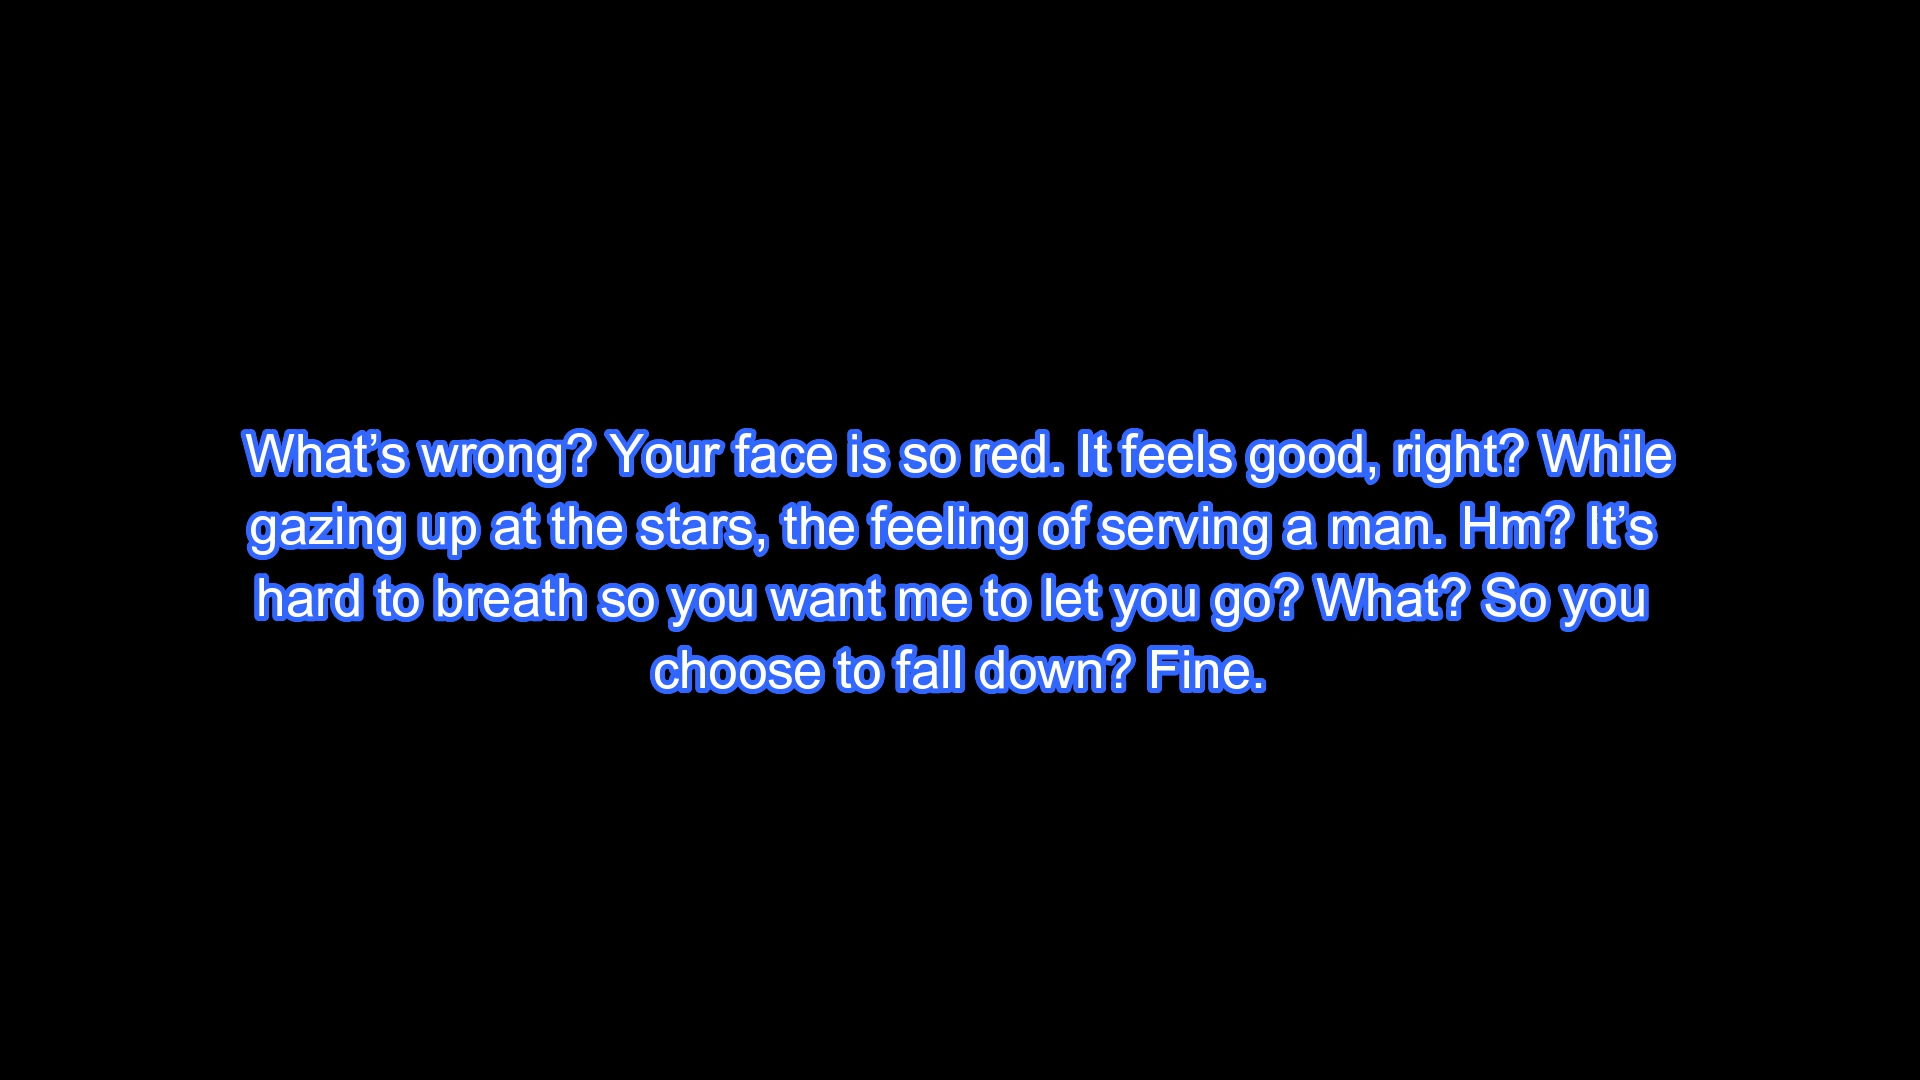 What’s wrong? Your face is so red. It feels good, right? While
gazing up at the stars, the feeling of serving a man. Hm? It’s
hard to breath so you want me to let you go? What? So you
choose to fall down? Fine.